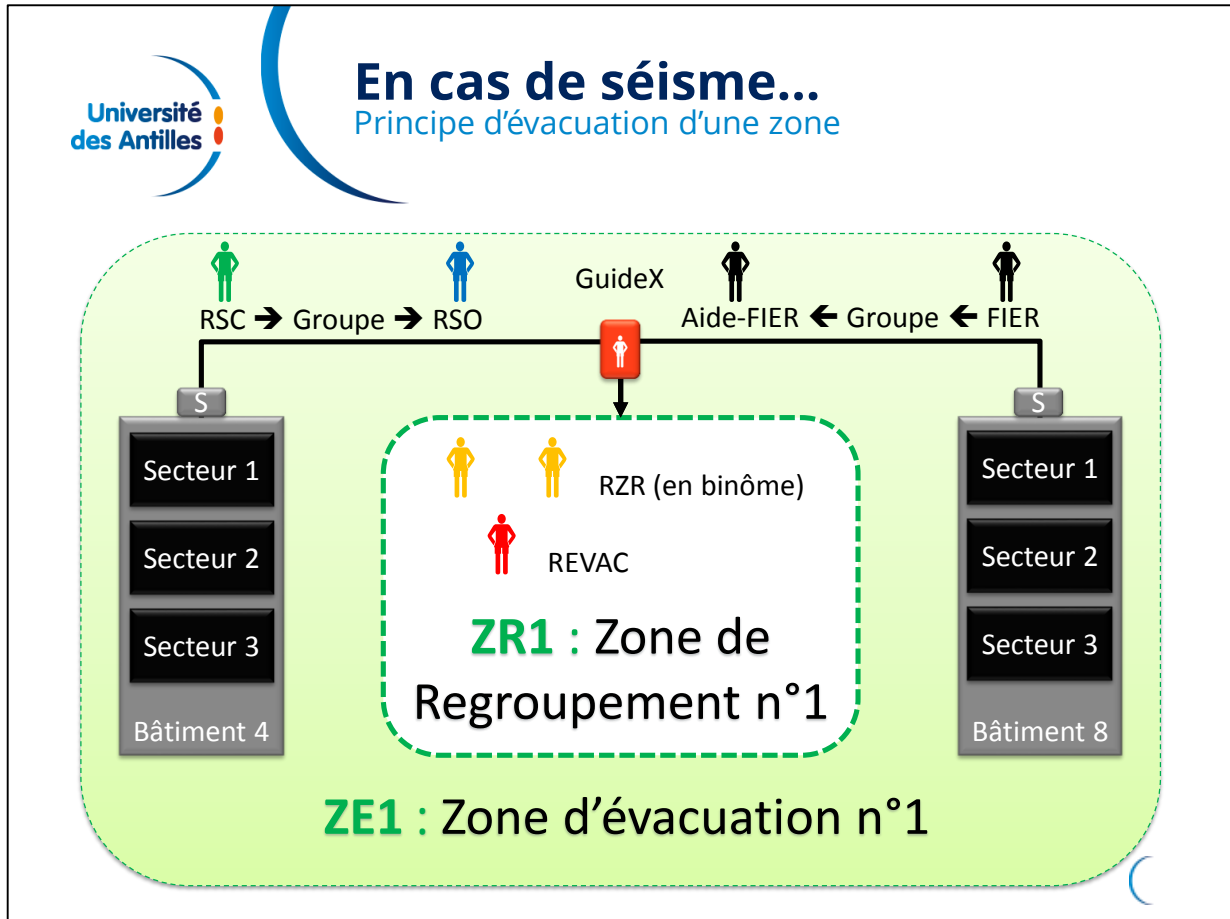 Université
des Antilles
En cas de séisme...
Principe d'évacuation d'une zone
GuideX
RSC ➔ Groupe ➔ RSO
Aide-FIER 🡰 Groupe 🡰 FIER
S
S
Secteur 1
Secteur 2
Secteur 3
Bâtiment 4
RZR (en binôme)
REVAC
ZR1 : Zone de
Regroupement n°1
Secteur 1
Secteur 2
Secteur 3
Bâtiment 8
ZE1 : Zone d’évacuation n°1